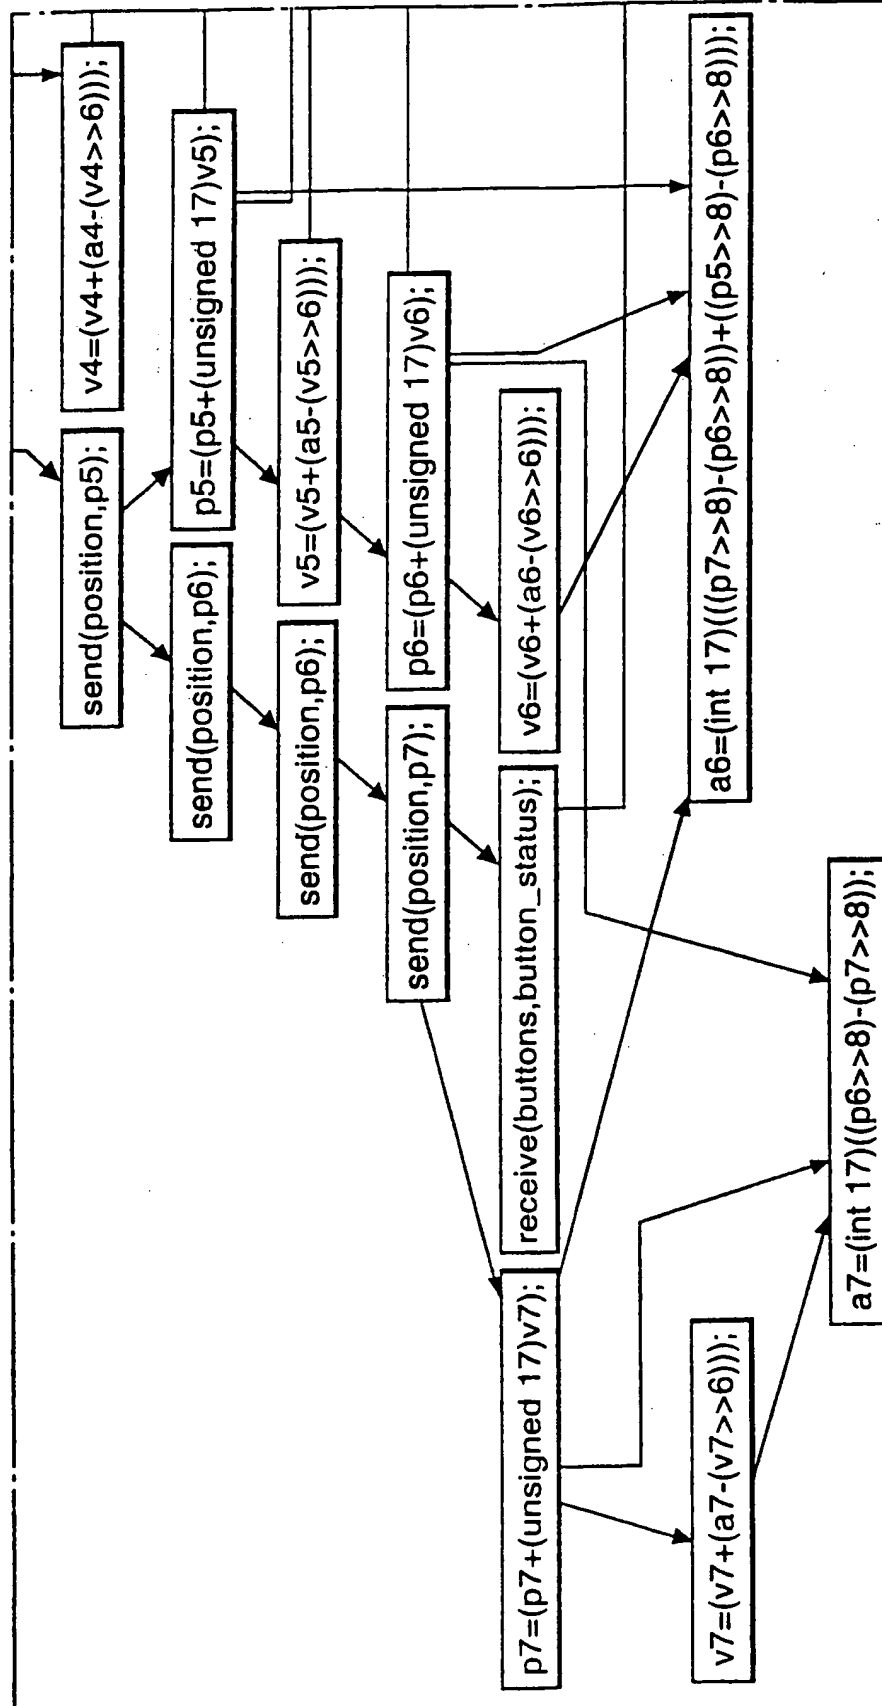 v4=(v4+(a4-(v4>>6)));
send(position,p5);
p5=(p5+(unsigned 17)v5);
send(position,p6);
v5=(v5+(a5-(v5>>6)));
send(position,p6);
p6=(p6+(unsigned 17)v6);
send(position,p7);
v6=(v6+(a6-(v6>>6)));
receive(buttons,button_status);
p7=(p7+(unsigned 17)v7);
a6=(int 17)(((p7>>8)-(p6>>8))+((p5>>8)-(p6>>8)));
v7=(v7+(a7-(v7>>6)));
a7=(int 17)((p6>>8)-(p7>>8));